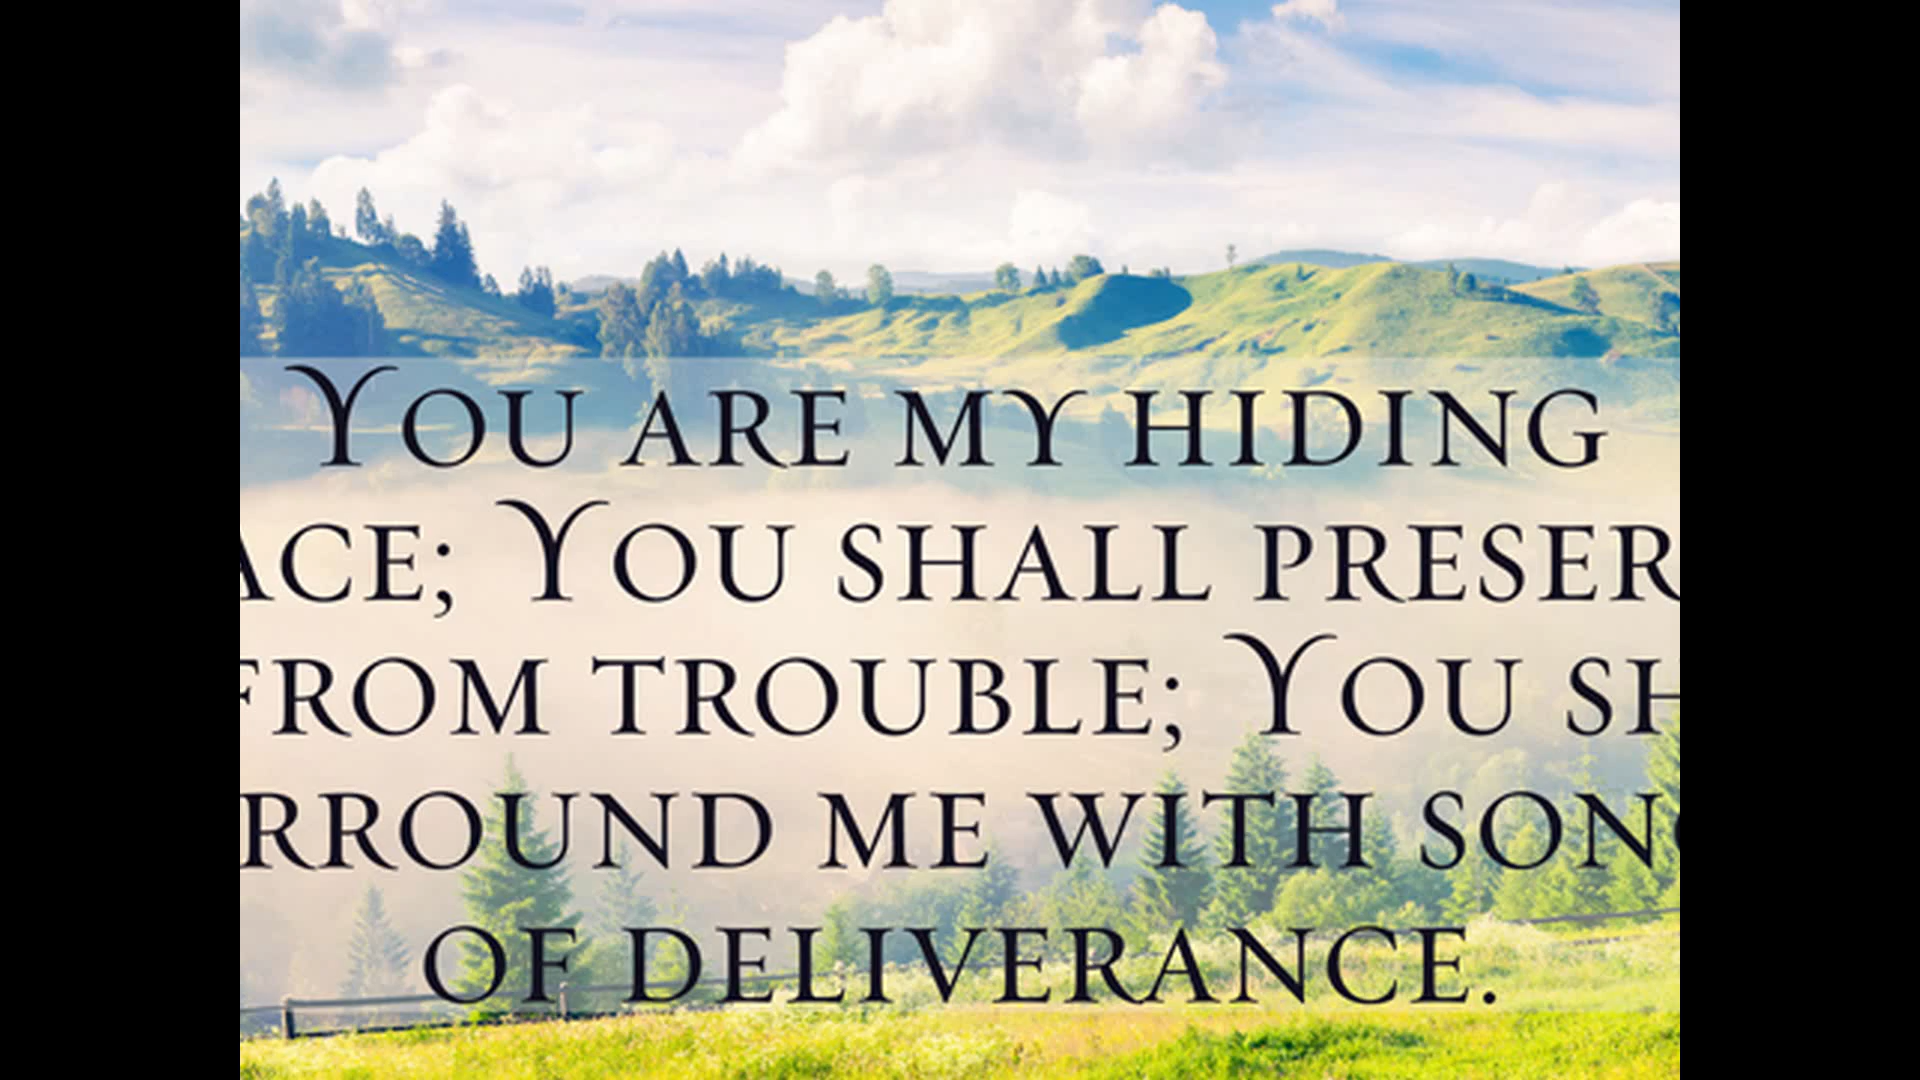 You are my hiding
ace; You shall preser
from trouble; You sh
rround me with son
of deliverance.